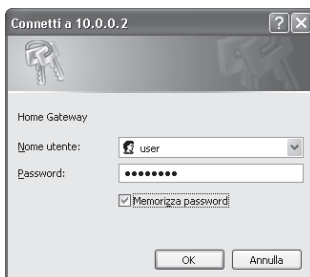 Connetti a 10.0.0.2
Home Gateway
Nome utente: user
Password: ••••••••
Memorizza password
OK Annulla